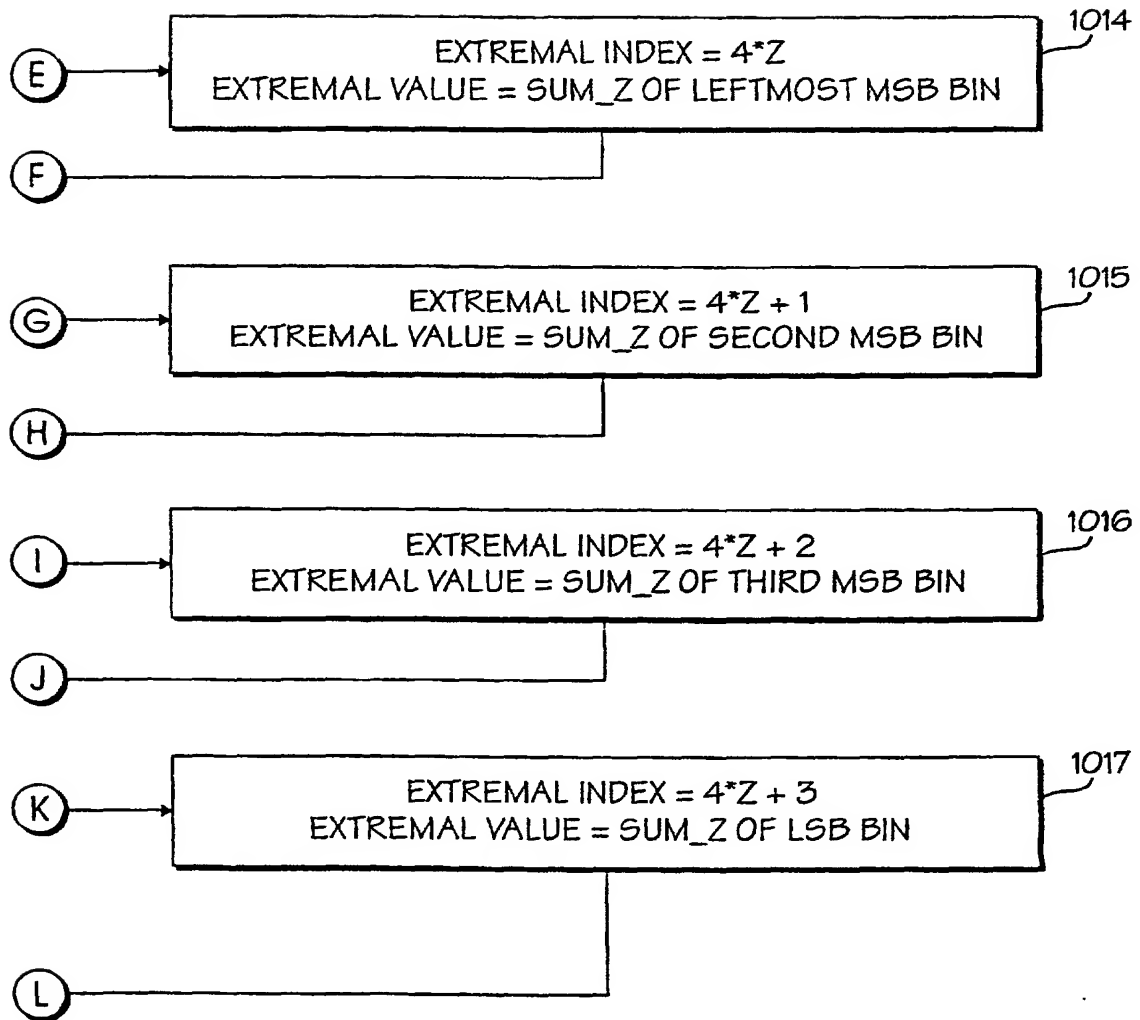 1014
E
EXTREMAL INDEX = 4*Z
EXTREMAL VALUE = SUM_Z OF LEFTMOST MSB BIN
F
1015
G
EXTREMAL INDEX = 4*Z + 1
EXTREMAL VALUE = SUM_Z OF SECOND MSB BIN
H
1016
I
EXTREMAL INDEX = 4*Z + 2
EXTREMAL VALUE = SUM_Z OF THIRD MSB BIN
J
1017
K
EXTREMAL INDEX = 4*Z + 3
EXTREMAL VALUE = SUM_Z OF LSB BIN
L